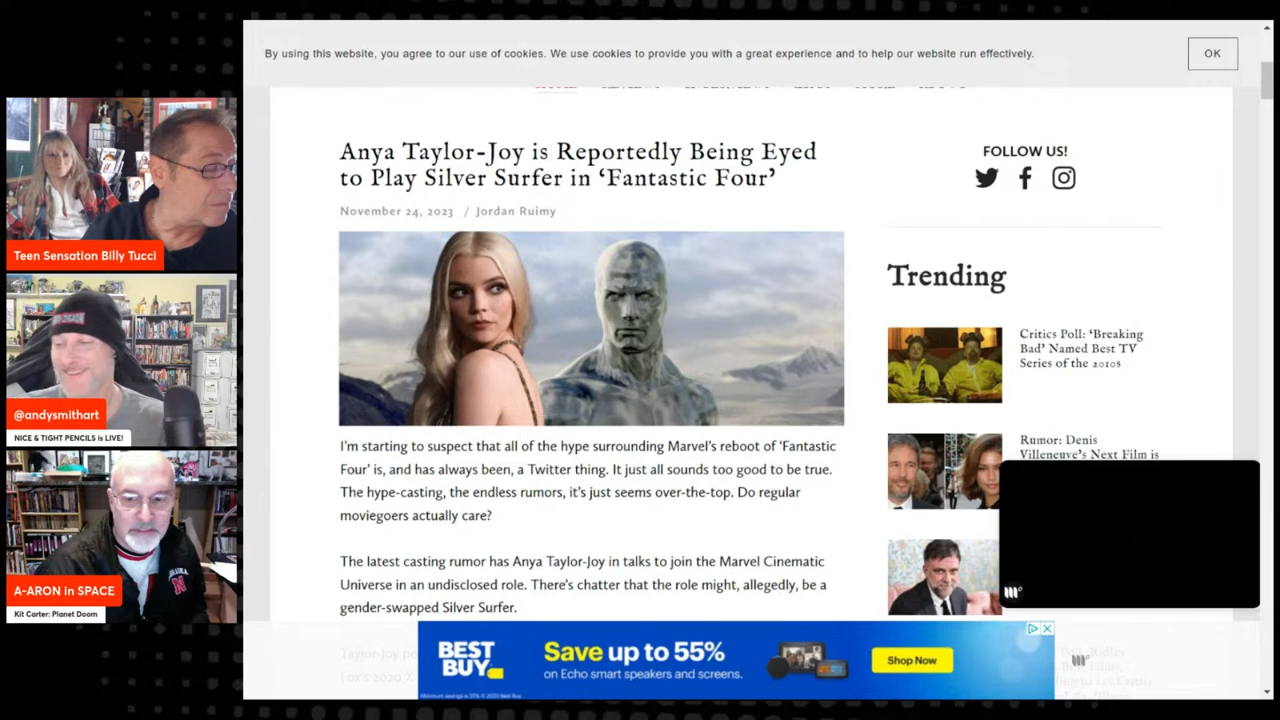 By using this website, you agree to our use of cookies. We use cookies to provide you with a great experience and to help our website run effectively.
OK
Anya Taylor-Joy is Reportedly Being Eyed
to Play Silver Surfer in ‘Fantastic Four’
November 24, 2023 / Jordan Ruimy
I'm starting to suspect that all of the hype surrounding Marvel's reboot of ‘Fantastic
Four’ is, and has always been, a Twitter thing. It just all sounds too good to be true.
The hype-casting, the endless rumors, it's just seems over-the-top. Do regular
moviegoers actually care?
The latest casting rumor has Anya Taylor-Joy in talks to join the Marvel Cinematic
Universe in an undisclosed role. There's chatter that the role might, allegedly, be a
gender-swapped Silver Surfer.
FOLLOW US!
Trending
Critics Poll: ‘Breaking
Bad’ Named Best TV
Series of the 2010s
Rumor: Denis
Villeneuve's Next Film is
Teen Sensation Billy Tucci
@andysmithart
NICE & TIGHT PENCILS is LIVE!
A-ARON in SPACE
Kit Carter: Planet Doom
BEST
BUY
Save up to 55%
on Echo smart speakers and screens.
Shop Now